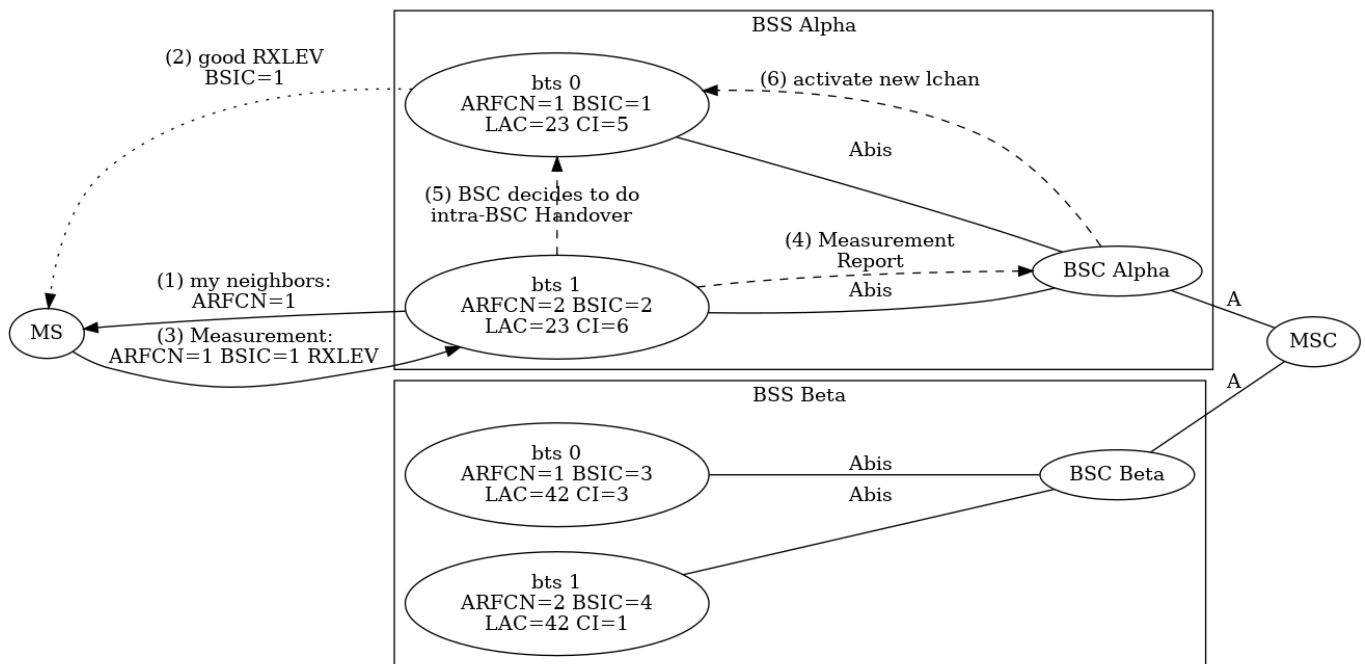 BSS Alpha
(2) good RXLEV
BSIC=1
bts 0
ARFCN=1 BSIC=1
LAC=23 CI=5
(6) activate new lchan
Abis
(5) BSC decides to do
intra-BSC Handover
(4) Measurement
Report
BSC Alpha
Abis
(1) my neighbors:
ARFCN=1
bts 1
ARFCN=2 BSIC=2
LAC=23 CI=6
MS
(3) Measurement:
ARFCN=1 BSIC=1 RXLEV
A
MSC
A
BSS Beta
bts 0
ARFCN=1 BSIC=3
LAC=42 CI=3
Abis
Abis
BSC Beta
bts 1
ARFCN=2 BSIC=4
LAC=42 CI=1